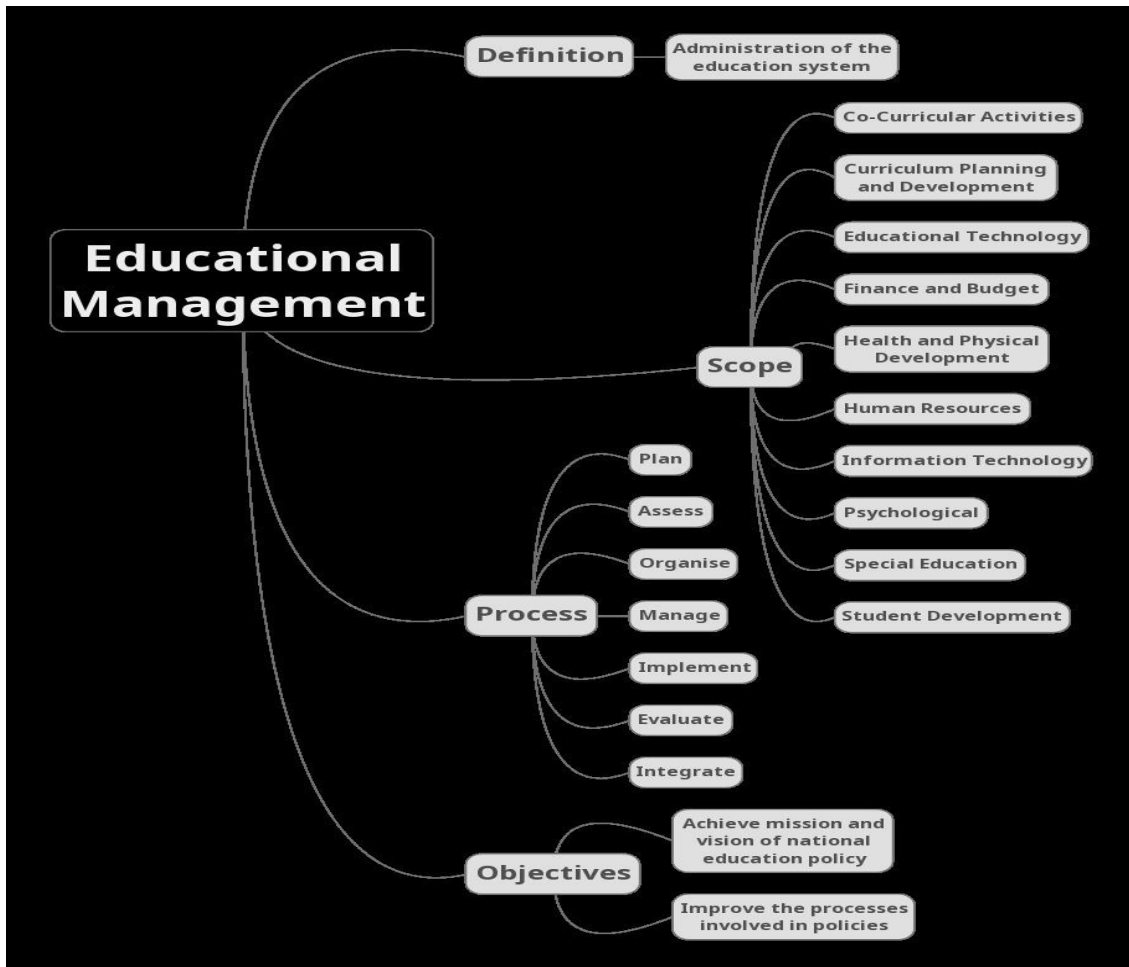 Educational
Management
Definition
Administration of the
education system
Scope
Co-Curricular Activities
Curriculum Planning
and Development
Educational Technology
Finance and Budget
Health and Physical
Development
Human Resources
Information Technology
Psychological
Special Education
Student Development
Process
Plan
Assess
Organise
Manage
Implement
Evaluate
Integrate
Objectives
Achieve mission and
vision of national
education policy
Improve the processes
involved in policies